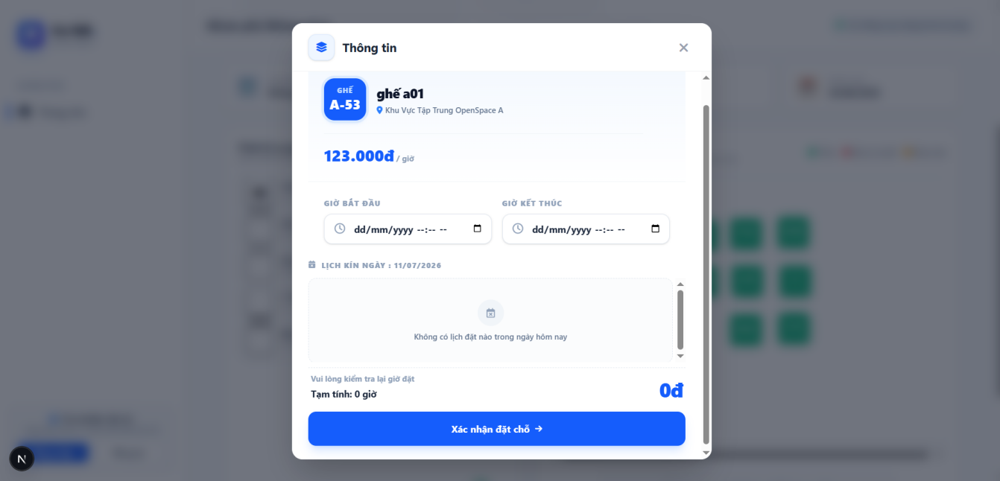 Thông tin
GHẾ
A-53
ghế a01
Khu Vực Tập Trung OpenSpace A
123.000đ / giờ
GIỜ BẮT ĐẦU
GIỜ KẾT THÚC
dd/mm/yyyy --:-- --
dd/mm/yyyy --:-- --
LỊCH KÍN NGÀY : 11/07/2026
Không có lịch đặt nào trong ngày hôm nay
Vui lòng kiểm tra lại giờ đặt
Tạm tính: 0 giờ
0đ
Xác nhận đặt chỗ →
N